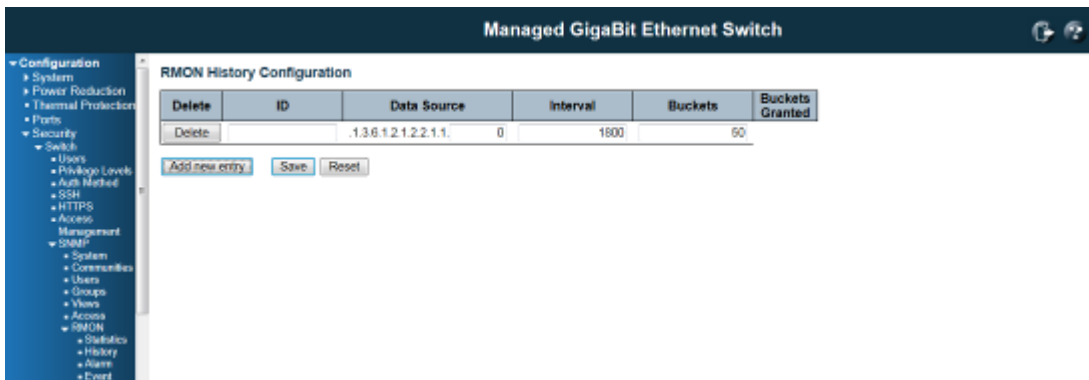 Managed GigaBit Ethernet Switch
Configuration
System
Power Reduction
Thermal Protection
Ports
Security
Switch
Users
Privilege Levels
Auth Method
SSH
HTTPS
Access
Management
SNMP
System
Communities
Users
Groups
Views
Access
RMON
Statistics
History
Alarm
Event
RMON History Configuration
Delete ID Data Source Interval Buckets Buckets Granted
Delete .1.3.6.1.2.1.2.2.1.1. 0 1800 50
Add new entry Save Reset